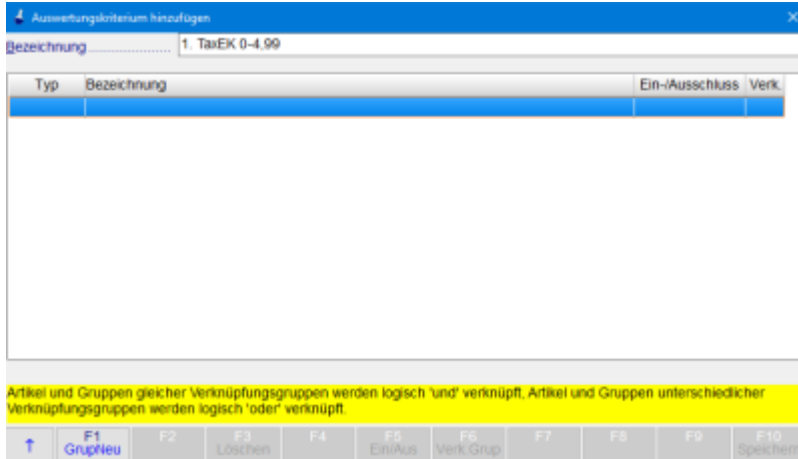 Auswertungskriterium hinzufügen
Bezeichnung 1. TaxEK 0-4,99
Typ Bezeichnung Ein-/Ausschluss Verk.
Artikel und Gruppen gleicher Verknüpfungsgruppen werden logisch 'und' verknüpft, Artikel und Gruppen unterschiedlicher
Verknüpfungsgruppen werden logisch 'oder' verknüpft.
F1 F2 F3 F4 F5 F6 F7 F8 F9 F10
GrupNeu Löschen Ein/Aus Verk.Grup Speichern